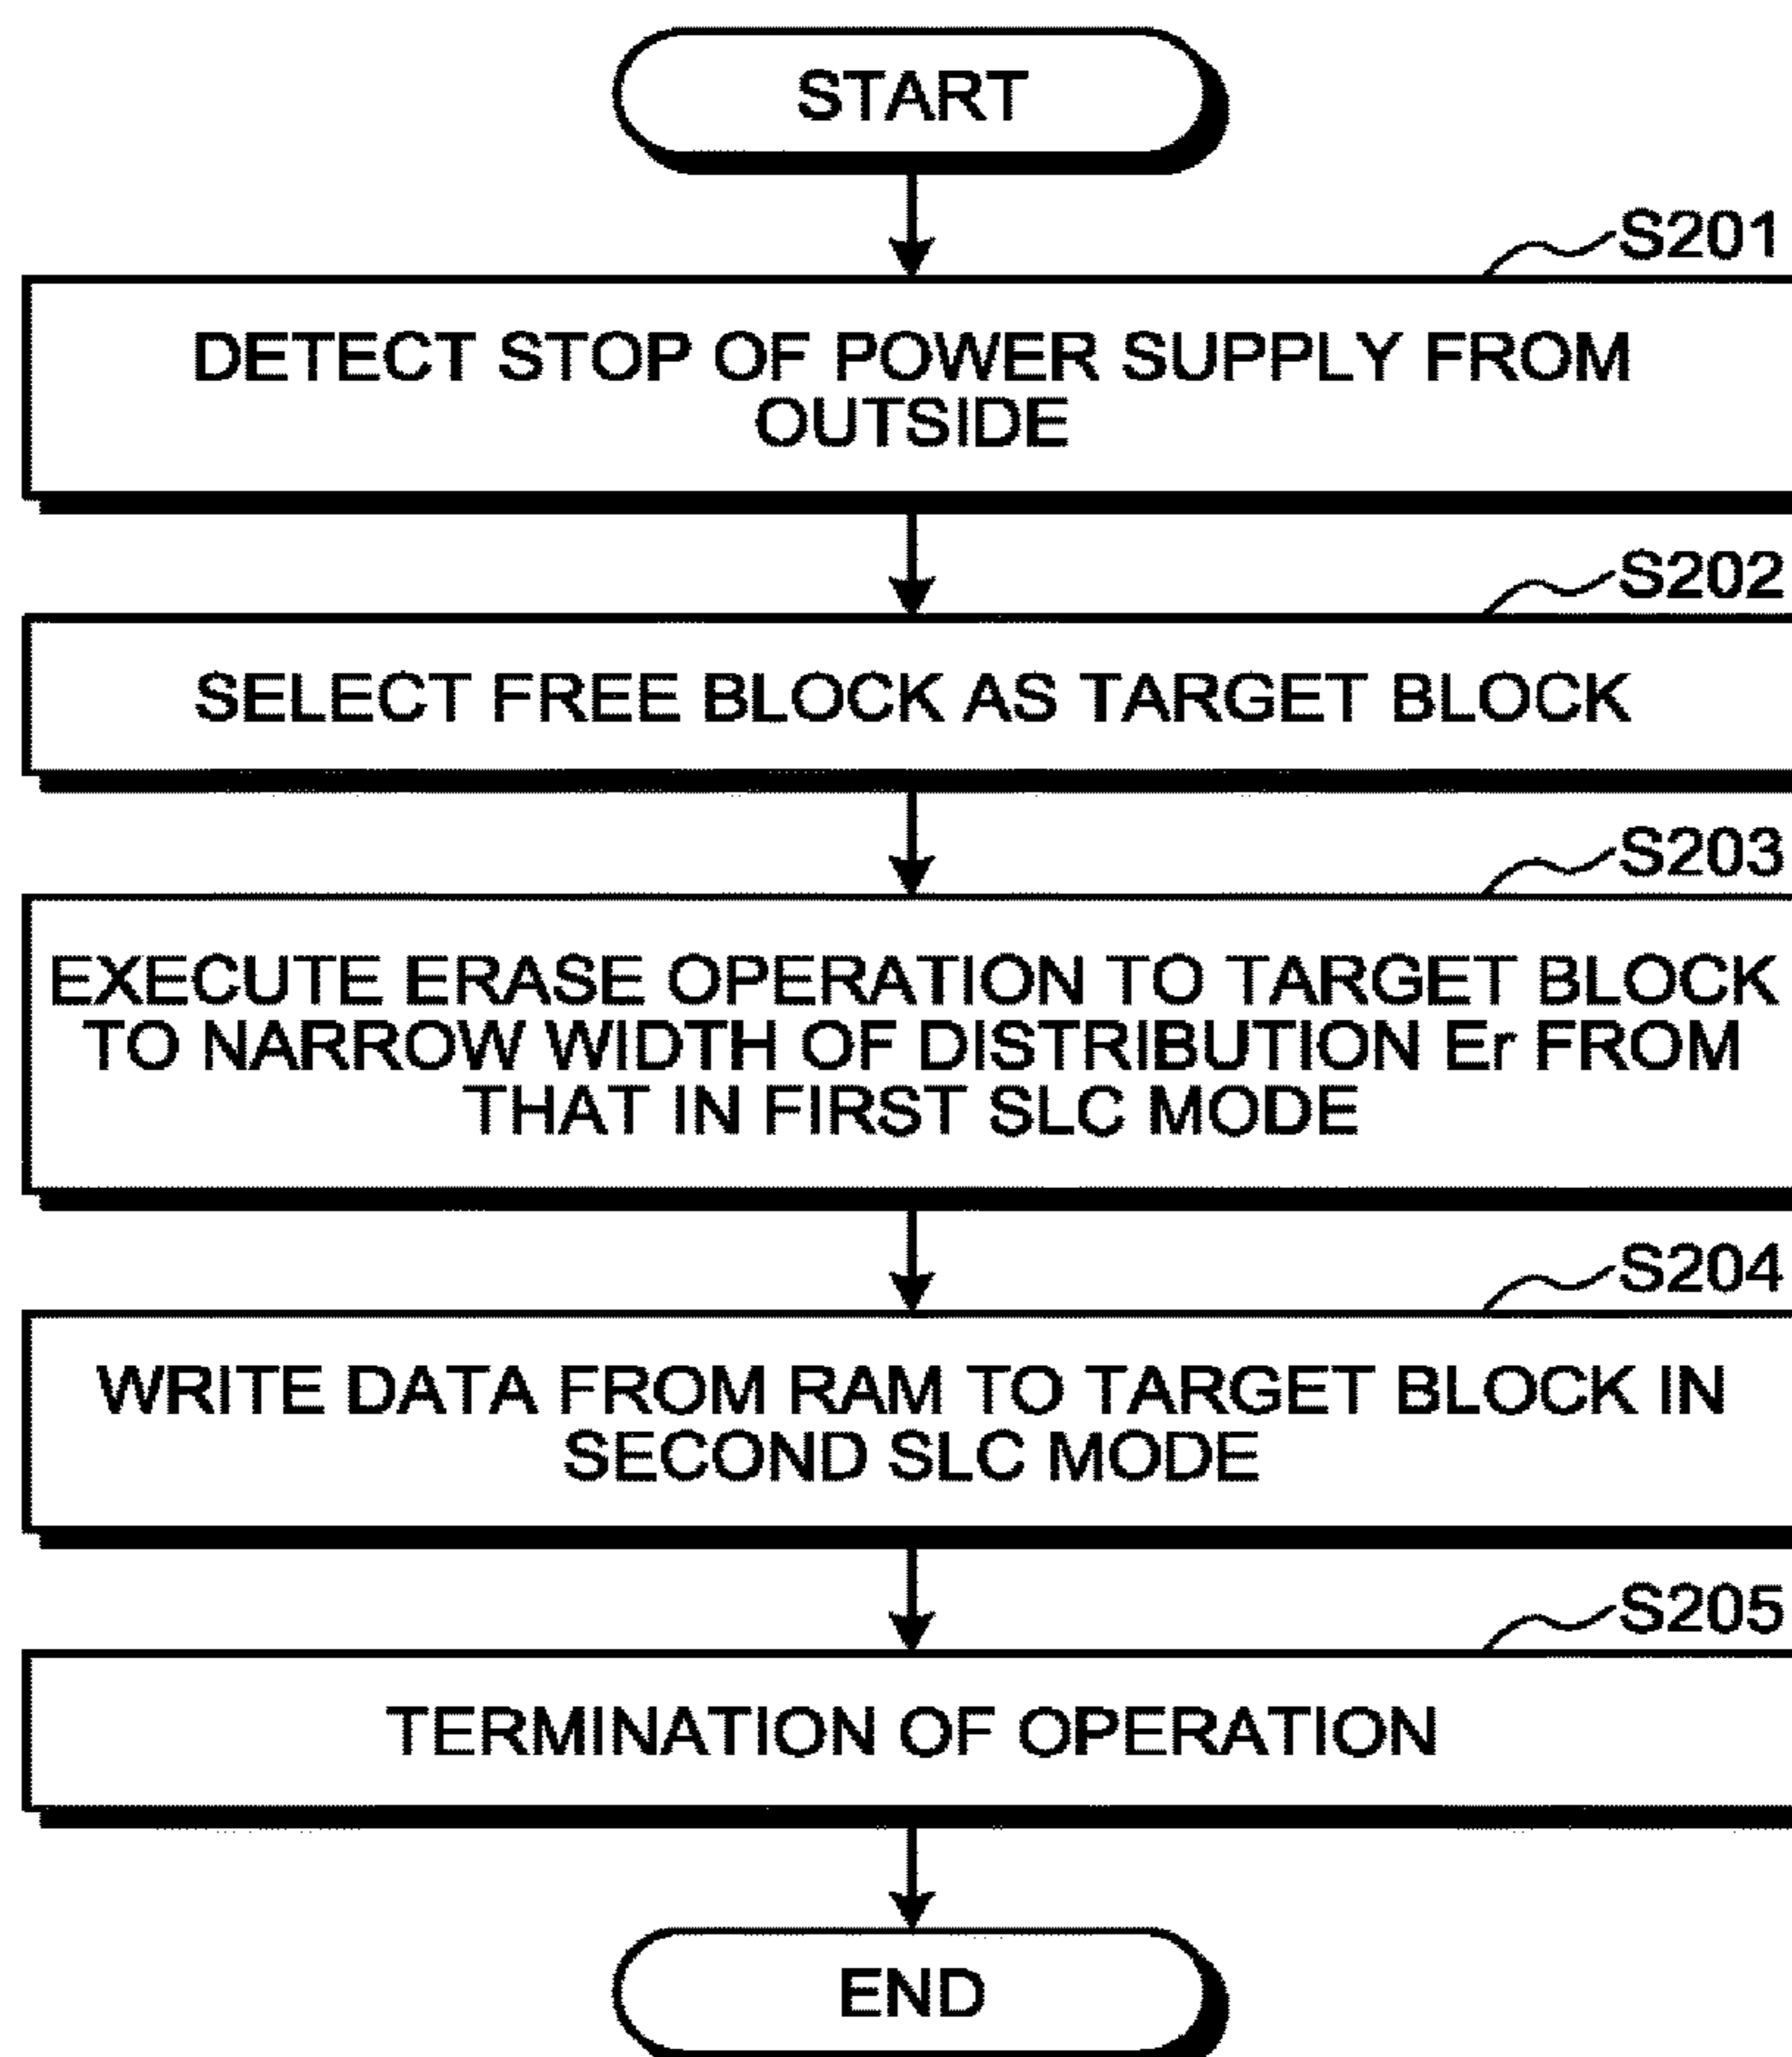 START
S201
DETECT STOP OF POWER SUPPLY FROM
OUTSIDE
S202
SELECT FREE BLOCK AS TARGET BLOCK
S203
EXECUTE ERASE OPERATION TO TARGET BLOCK
TO NARROW WIDTH OF DISTRIBUTION Er FROM
THAT IN FIRST SLC MODE
S204
WRITE DATA FROM RAM TO TARGET BLOCK IN
SECOND SLC MODE
S205
TERMINATION OF OPERATION
END